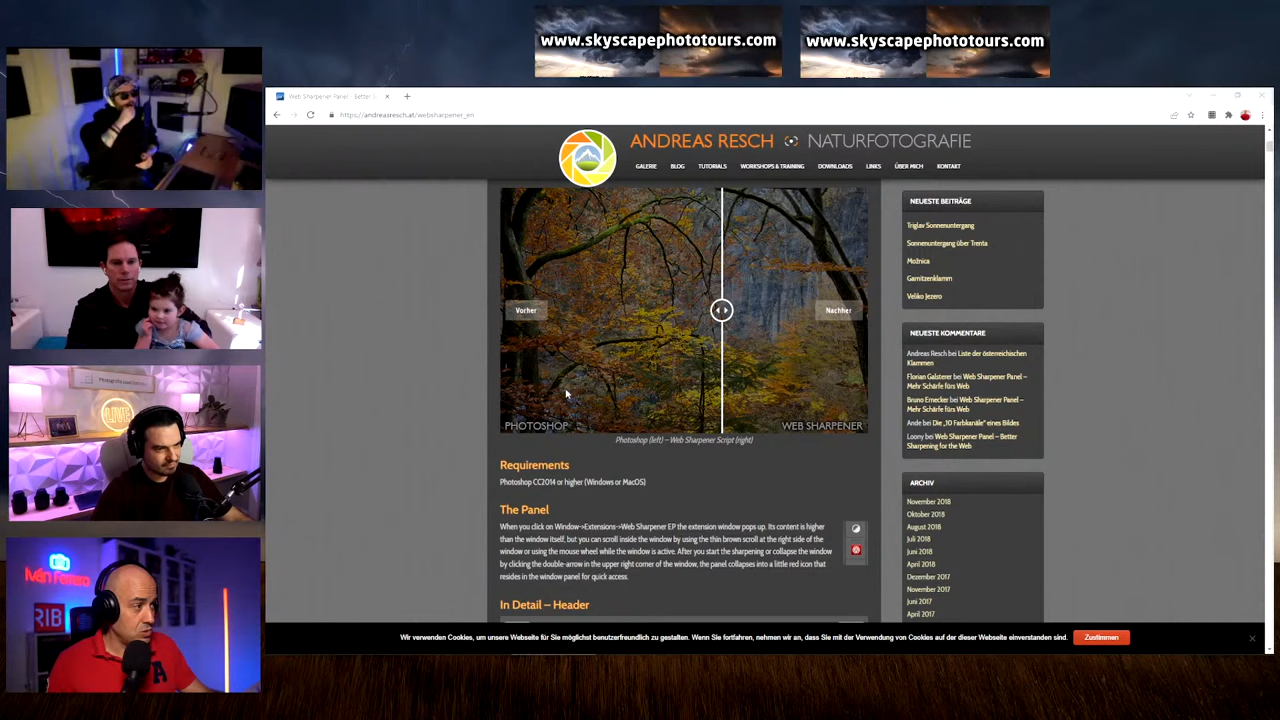 www.skyscapephototours.com
www.skyscapephototours.com
Web Sharpener Panel - Better
https://andreasresch.at/websharpener_en
ANDREAS RESCH NATURFOTOGRAFIE
GALERIE BLOG TUTORIALS WORKSHOPS & TRAINING DOWNLOADS LINKS ÜBER MICH KONTAKT
Vorher
Nachher
PHOTOSHOP
WEB SHARPENER
Photoshop (left) – Web Sharpener Script (right)
Requirements
Photoshop CC2014 or higher (Windows or MacOS)
The Panel
When you click on Window->Extensions->Web Sharpener EP the extension window pops up. Its content is higher
than the window itself, but you can scroll inside the window by using the thin brown scroll at the right side of the
window or using the mouse wheel while the window is active. After you start the sharpening or collapse the window
by clicking the double-arrow in the upper right corner of the window, the panel collapses into a little red icon that
resides in the window panel for quick access.
In Detail – Header
NEUESTE BEITRÄGE
Triglav Sonnenuntergang
Sonnenuntergang über Trenta
Možnica
Garnitzenklamm
Veliko Jezero
NEUESTE KOMMENTARE
Andreas Resch bei Liste der österreichischen
Klammen
Florian Galsterer bei Web Sharpener Panel –
Mehr Schärfe fürs Web
Bruno Ernecker bei Web Sharpener Panel –
Mehr Schärfe fürs Web
Ande bei Die „10 Farbkanäle“ eines Bildes
Loony bei Web Sharpener Panel – Better
Sharpening for the Web
ARCHIV
November 2018
Oktober 2018
August 2018
Juli 2018
Juni 2018
April 2018
Dezember 2017
November 2017
Juni 2017
April 2017
Wir verwenden Cookies, um unsere Webseite für Sie möglichst benutzerfreundlich zu gestalten. Wenn Sie fortfahren, nehmen wir an, dass Sie mit der Verwendung von Cookies auf der dieser Webseite einverstanden sind.
Zustimmen
LIVE
Iván Ferrero
RIB